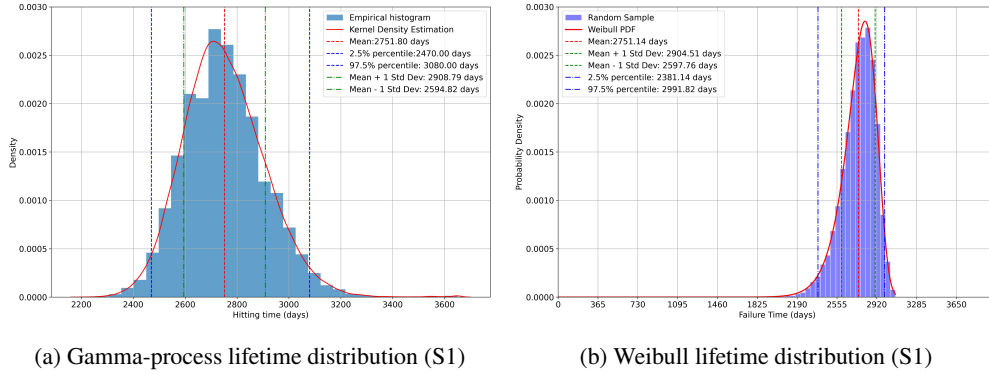 0.0030
0.0025
0.0020
0.0015
0.0010
0.0005
0.0000
Density
2200 2400 2600 2800 3000 3200 3400 3600
Hitting time (days)
Empirical histogram
Kernel Density Estimation
Mean:2751.80 days
2.5% percentile:2470.00 days
97.5% percentile:3080.00 days
Mean + 1 Std Dev: 2908.79 days
Mean - 1 Std Dev: 2594.82 days
(a) Gamma-process lifetime distribution (S1)
0.0030
0.0025
0.0020
0.0015
0.0010
0.0005
0.0000
Probability Density
0 365 730 1095 1460 1825 2190 2555 2920 3285 3650
Failure Time (days)
Random Sample
Weibull PDF
Mean:2751.14 days
Mean + 1 Std Dev: 2904.51 days
Mean - 1 Std Dev: 2597.76 days
2.5% percentile: 2381.14 days
97.5% percentile: 2991.82 days
(b) Weibull lifetime distribution (S1)